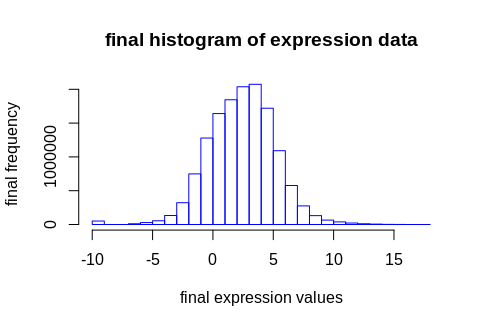 final histogram of expression data
final frequency
1000000
0
-10 -5 0 5 10 15
final expression values